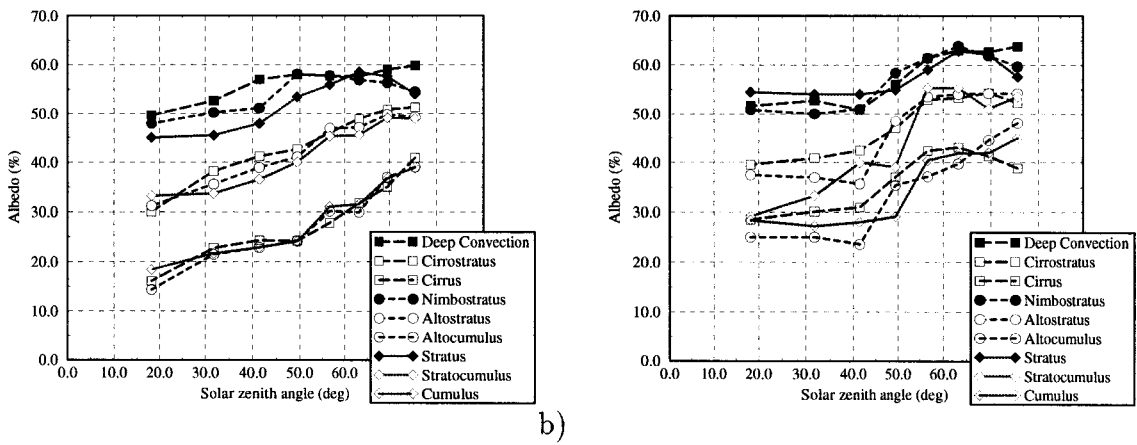 70.0
60.0
50.0
40.0
30.0
20.0
10.0
0.0
Albedo (%)
0.0 10.0 20.0 30.0 40.0 50.0 60.0
Solar zenith angle (deg)
Deep Convection
Cirrostratus
Cirrus
Nimbostratus
Altostratus
Altocumulus
Stratus
Stratocumulus
Cumulus
70.0
60.0
50.0
40.0
30.0
20.0
10.0
0.0
Albedo (%)
0.0 10.0 20.0 30.0 40.0 50.0 60.0
Solar zenith angle (deg)
Deep Convection
Cirrostratus
Cirrus
Nimbostratus
Altostratus
Altocumulus
Stratus
Stratocumulus
Cumulus
b)